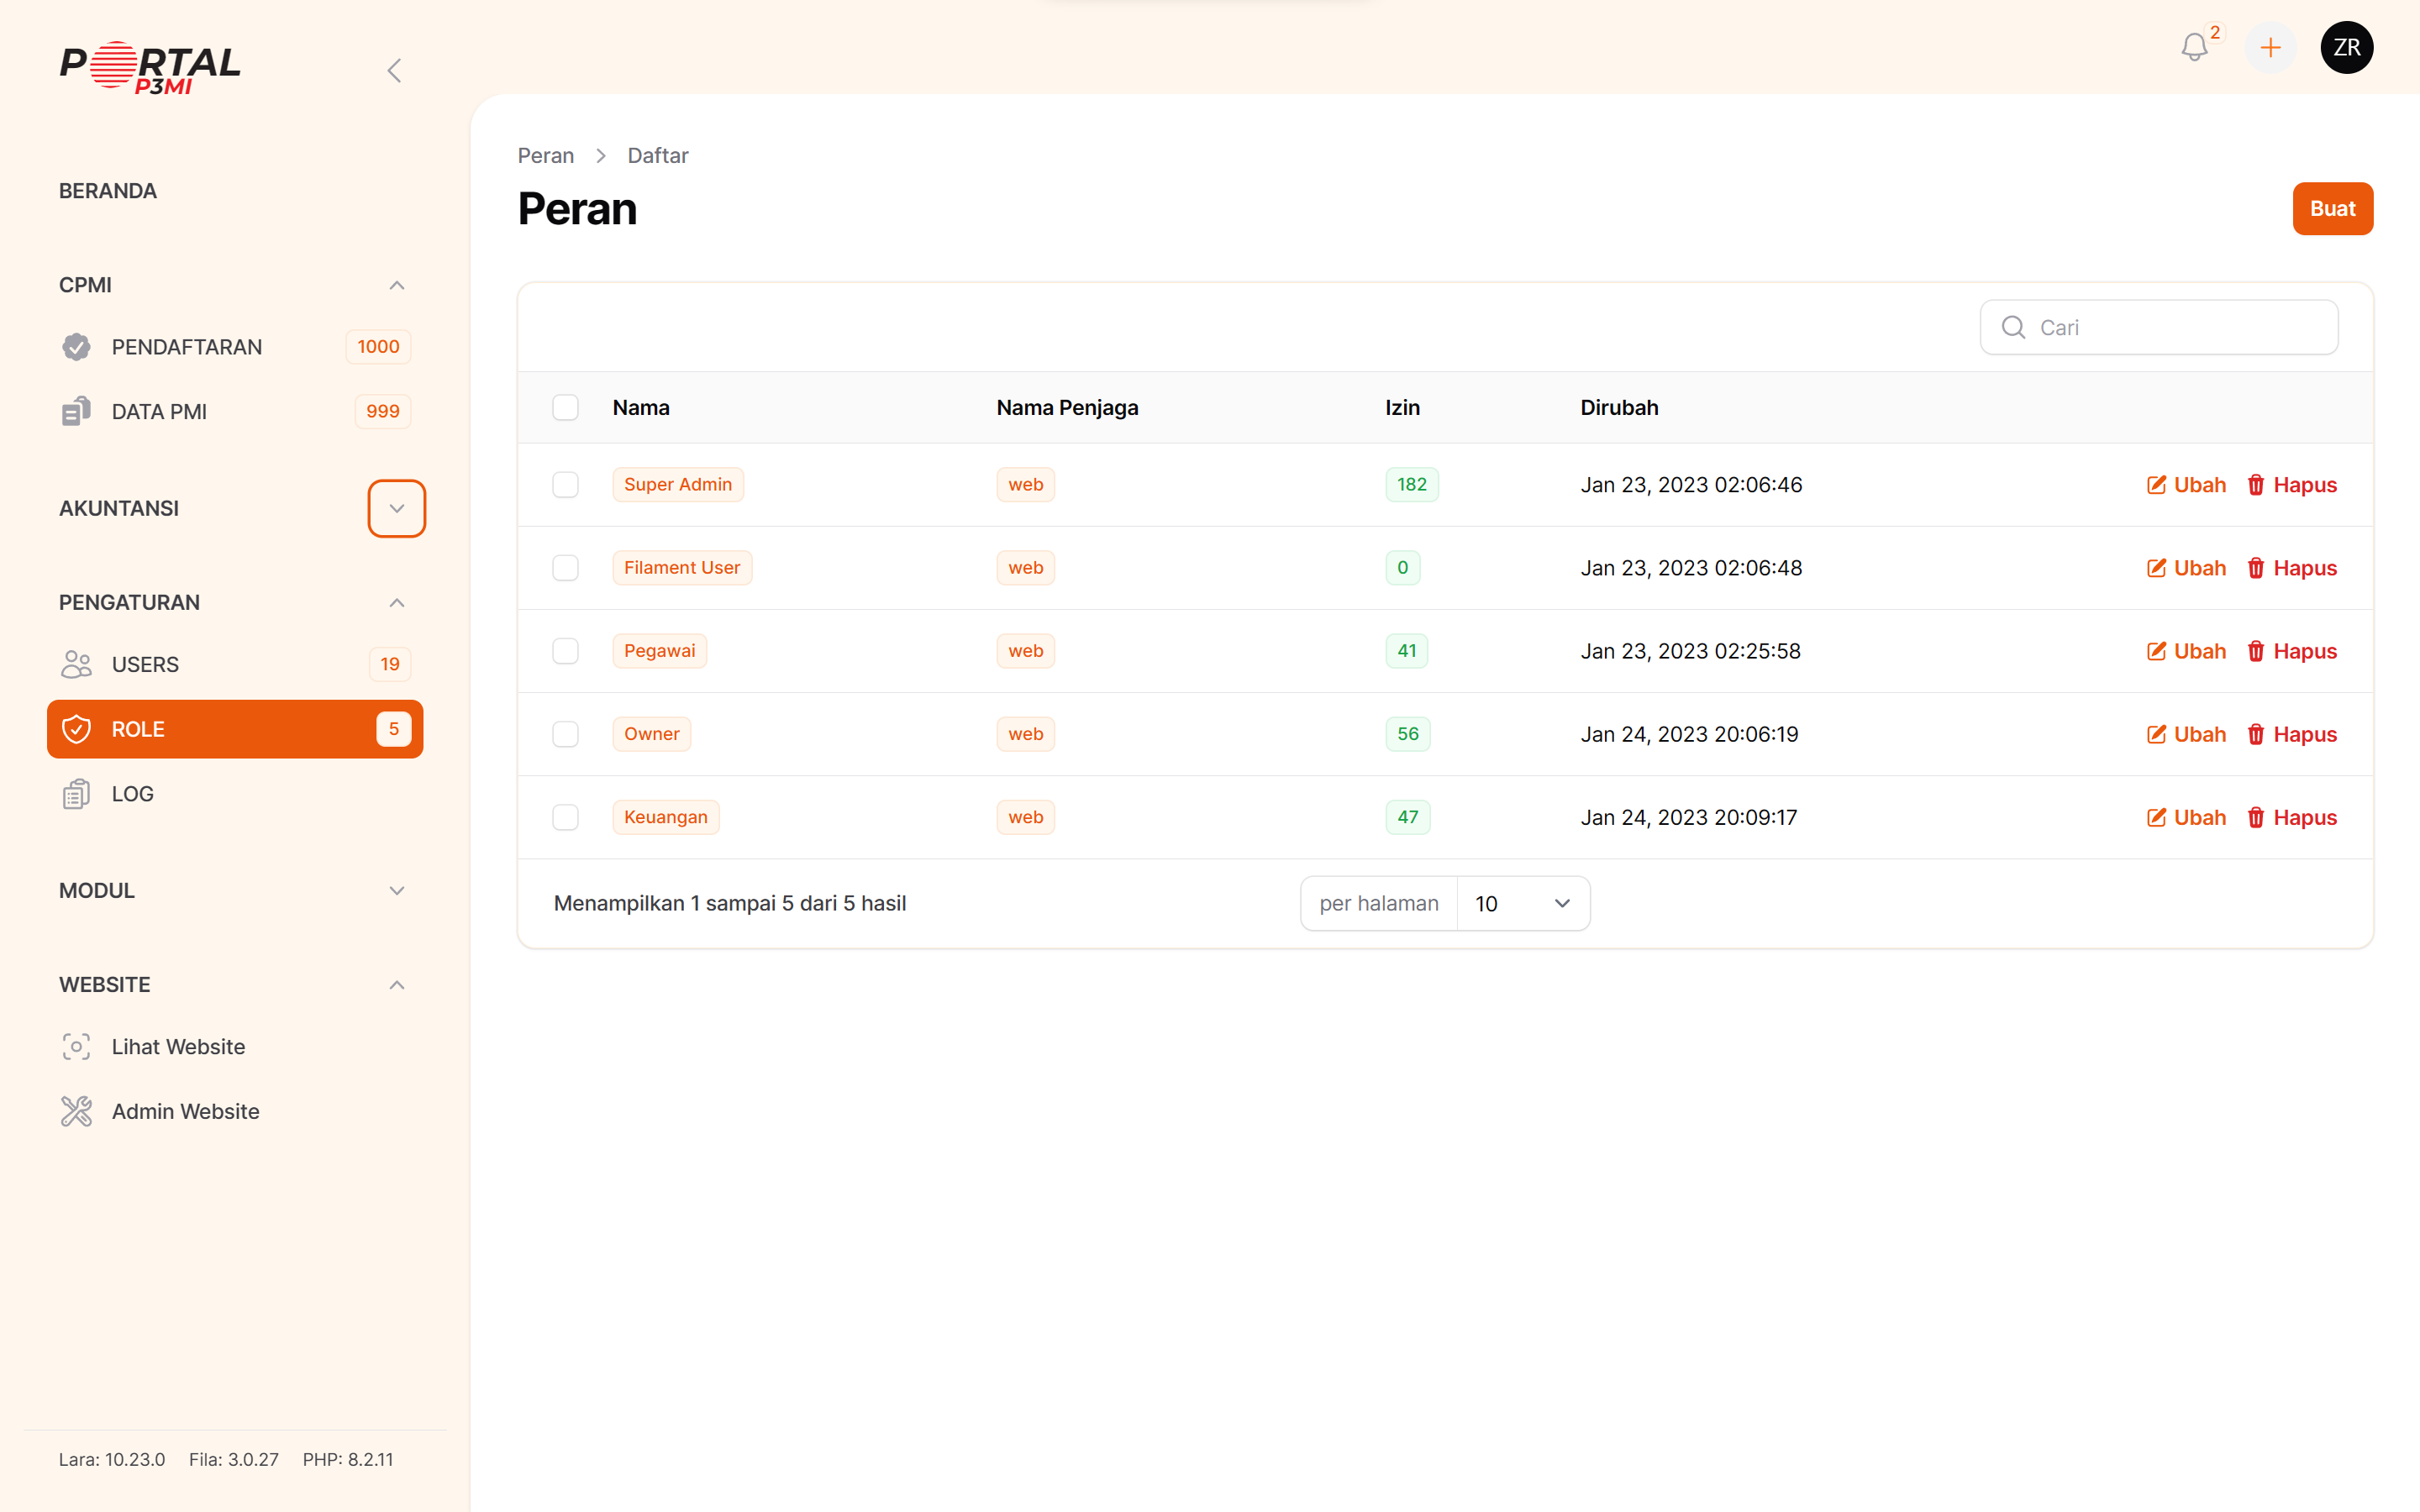 PORTAL
P3MI
2
ZR
BERANDA
CPMI
PENDAFTARAN 1000
DATA PMI 999
AKUNTANSI
PENGATURAN
USERS 19
ROLE 5
LOG
MODUL
WEBSITE
Lihat Website
Admin Website
Lara: 10.23.0 Fila: 3.0.27 PHP: 8.2.11
Peran > Daftar
Peran
Buat
Cari
Nama Nama Penjaga Izin Dirubah
Super Admin web 182 Jan 23, 2023 02:06:46 Ubah Hapus
Filament User web 0 Jan 23, 2023 02:06:48 Ubah Hapus
Pegawai web 41 Jan 23, 2023 02:25:58 Ubah Hapus
Owner web 56 Jan 24, 2023 20:06:19 Ubah Hapus
Keuangan web 47 Jan 24, 2023 20:09:17 Ubah Hapus
Menampilkan 1 sampai 5 dari 5 hasil per halaman 10